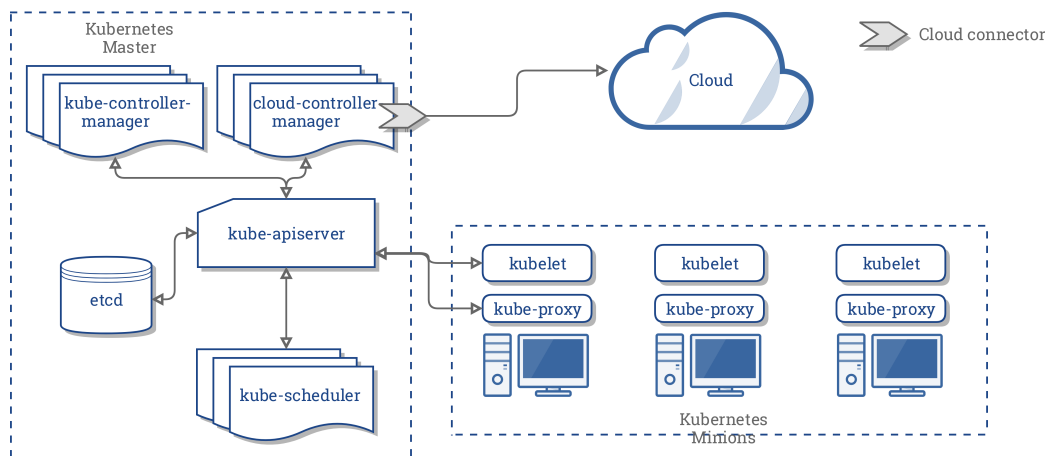 Kubernetes
Master
Cloud connector
kube-controller-
manager
cloud-controller
manager
Cloud
kube-apiserver
etcd
kube-scheduler
kubelet
kubelet
kubelet
kube-proxy
kube-proxy
kube-proxy
Kubernetes
Minions